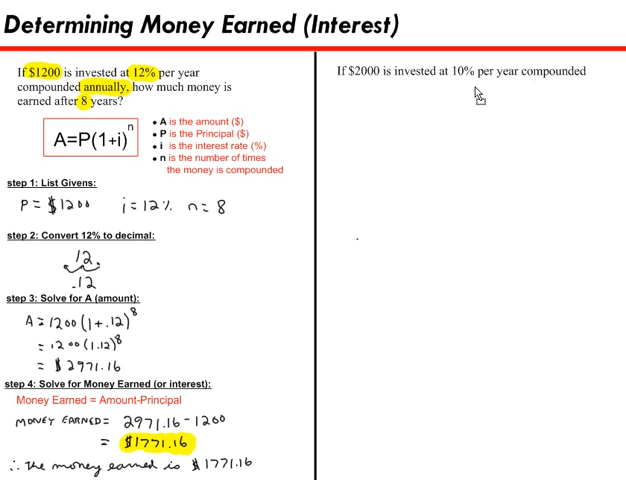 Determining Money Earned (Interest)
If $1200 is invested at 12% per year
compounded annually, how much money is
earned after 8 years?
A=P(1+i)^n
• A is the amount ($)
• P is the Principal ($)
• i is the interest rate (%)
• n is the number of times
the money is compounded
step 1: List Givens:
P = $1200 i = 12% n = 8
step 2: Convert 12% to decimal:
12.
.12
step 3: Solve for A (amount):
A = 1200 (1 + .12)^8
= 1200 (1.12)^8
= $2971.16
step 4: Solve for Money Earned (or interest):
Money Earned = Amount-Principal
MONEY EARNED = 2971.16 - 1200
= $1771.16
∴ the money earned is $1771.16
If $2000 is invested at 10% per year compounded